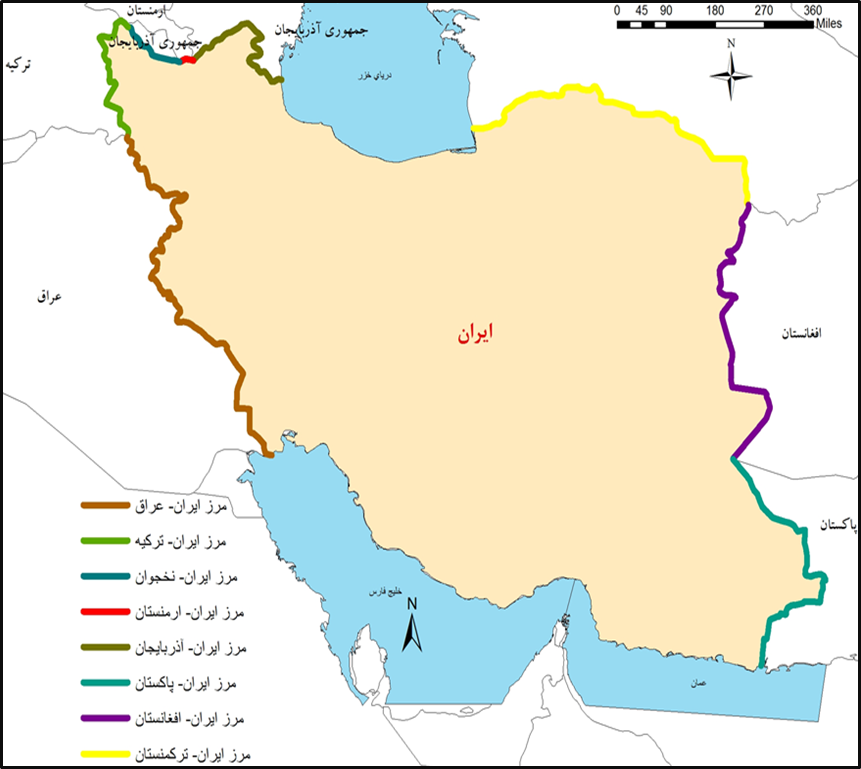 ارمنستان
0 45 90 180 270 360
Miles
جمهوری آذربایجان
جمهوری آذربایجان
ترکیه
N
دریای خزر
عراق
ایران
افغانستان
پاکستان
خلیج فارس
N
عمان
مرز ایران- عراق
مرز ایران- ترکیه
مرز ایران- نخجوان
مرز ایران- ارمنستان
مرز ایران- آذربایجان
مرز ایران- پاکستان
مرز ایران- افغانستان
مرز ایران- ترکمنستان